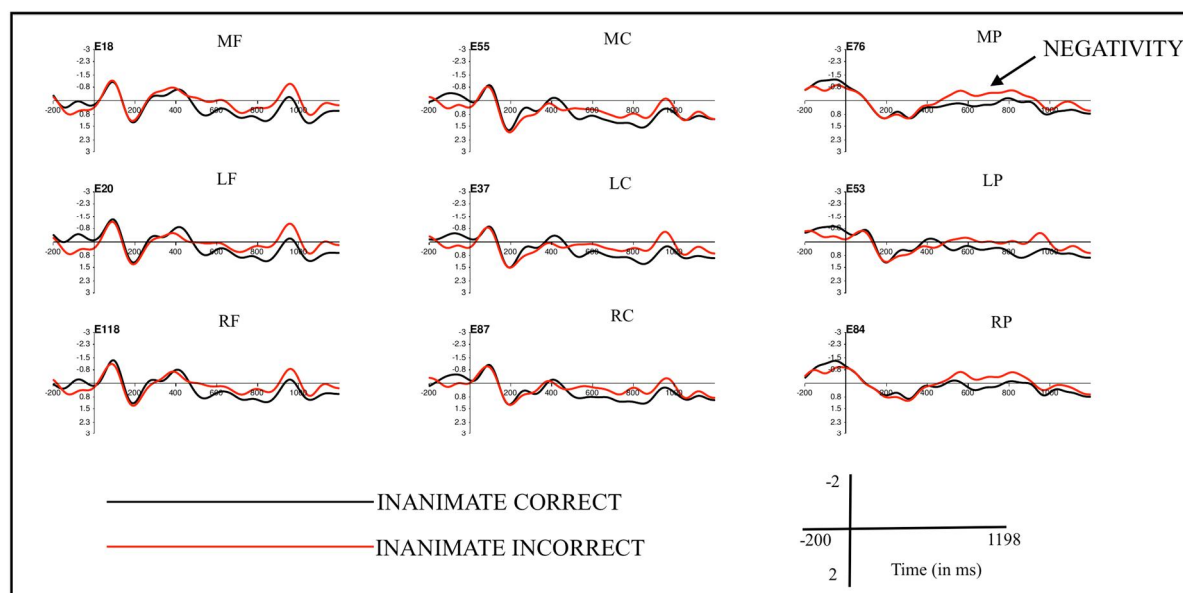 MF
E18
-3
-2.3
-1.5
-0.8
-200 200 400 600 800 1000
0.8
1.5
2.3
3
MC
E55
-3
-2.3
-1.5
-0.8
-200 200 400 600 800 1000
0.8
1.5
2.3
3
MP
E76
NEGATIVITY
-3
-2.3
-1.5
-0.8
-200 200 400 600 800 1000
0.8
1.5
2.3
3
LF
E20
-3
-2.3
-1.5
-0.8
-200 200 400 600 800 1000
0.8
1.5
2.3
3
LC
E37
-3
-2.3
-1.5
-0.8
-200 200 400 600 800 1000
0.8
1.5
2.3
3
LP
E53
-3
-2.3
-1.5
-0.8
-200 200 400 600 800 1000
0.8
1.5
2.3
3
RF
E118
-3
-2.3
-1.5
-0.8
-200 200 400 600 800 1000
0.8
1.5
2.3
3
RC
E87
-3
-2.3
-1.5
-0.8
-200 200 400 600 800 1000
0.8
1.5
2.3
3
RP
E84
-3
-2.3
-1.5
-0.8
-200 200 400 600 800 1000
0.8
1.5
2.3
3
INANIMATE CORRECT
INANIMATE INCORRECT
-2
-200 1198
2 Time (in ms)